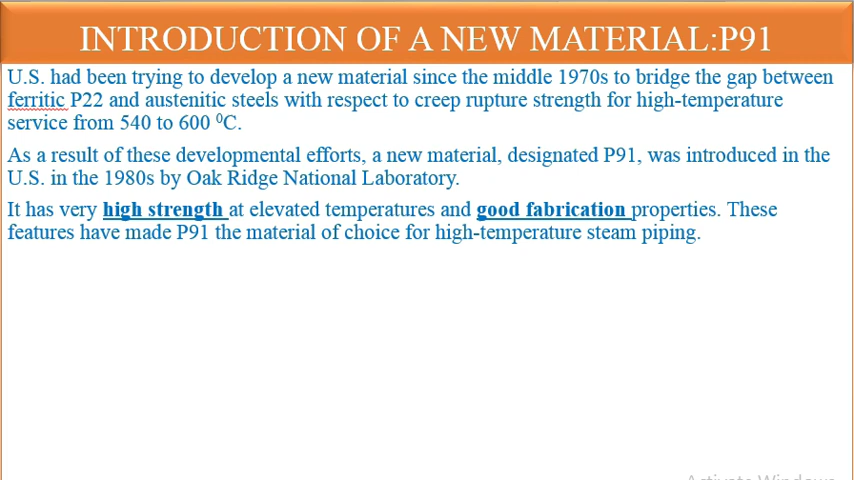 INTRODUCTION OF A NEW MATERIAL:P91
U.S. had been trying to develop a new material since the middle 1970s to bridge the gap between
ferritic P22 and austenitic steels with respect to creep rupture strength for high-temperature
service from 540 to 600 ⁰C.
As a result of these developmental efforts, a new material, designated P91, was introduced in the
U.S. in the 1980s by Oak Ridge National Laboratory.
It has very high strength at elevated temperatures and good fabrication properties. These
features have made P91 the material of choice for high-temperature steam piping.
Activate Windows